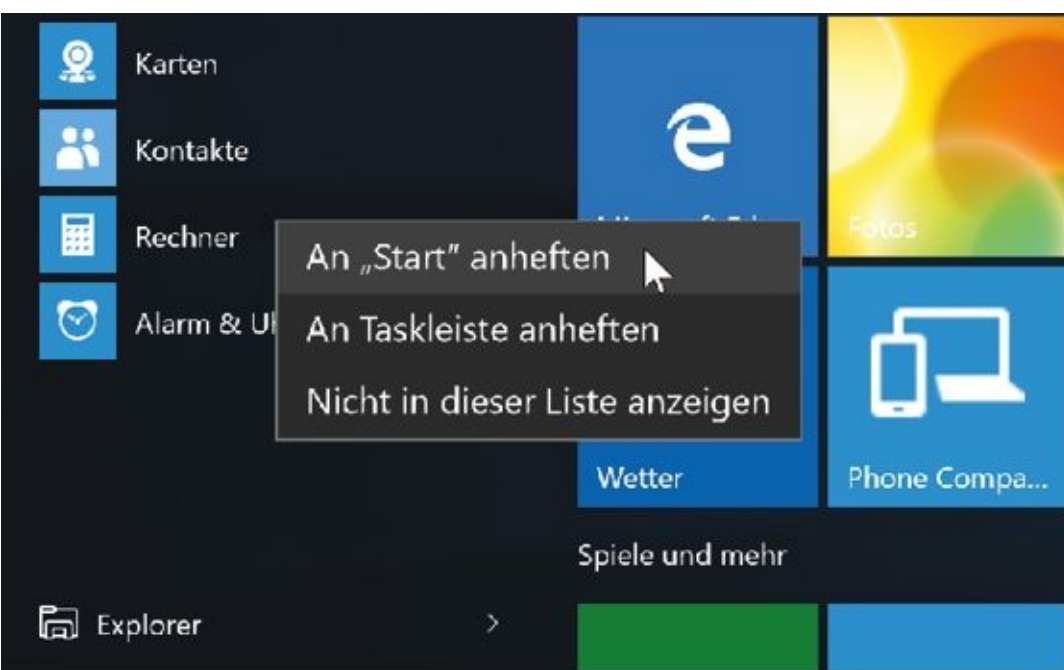 Karten
Kontakte
Rechner
Alarm &
Explorer
An „Start” anheften
An Taskleiste anheften
Nicht in dieser Liste anzeigen
Fotos
Wetter
Phone Compa...
Spiele und mehr